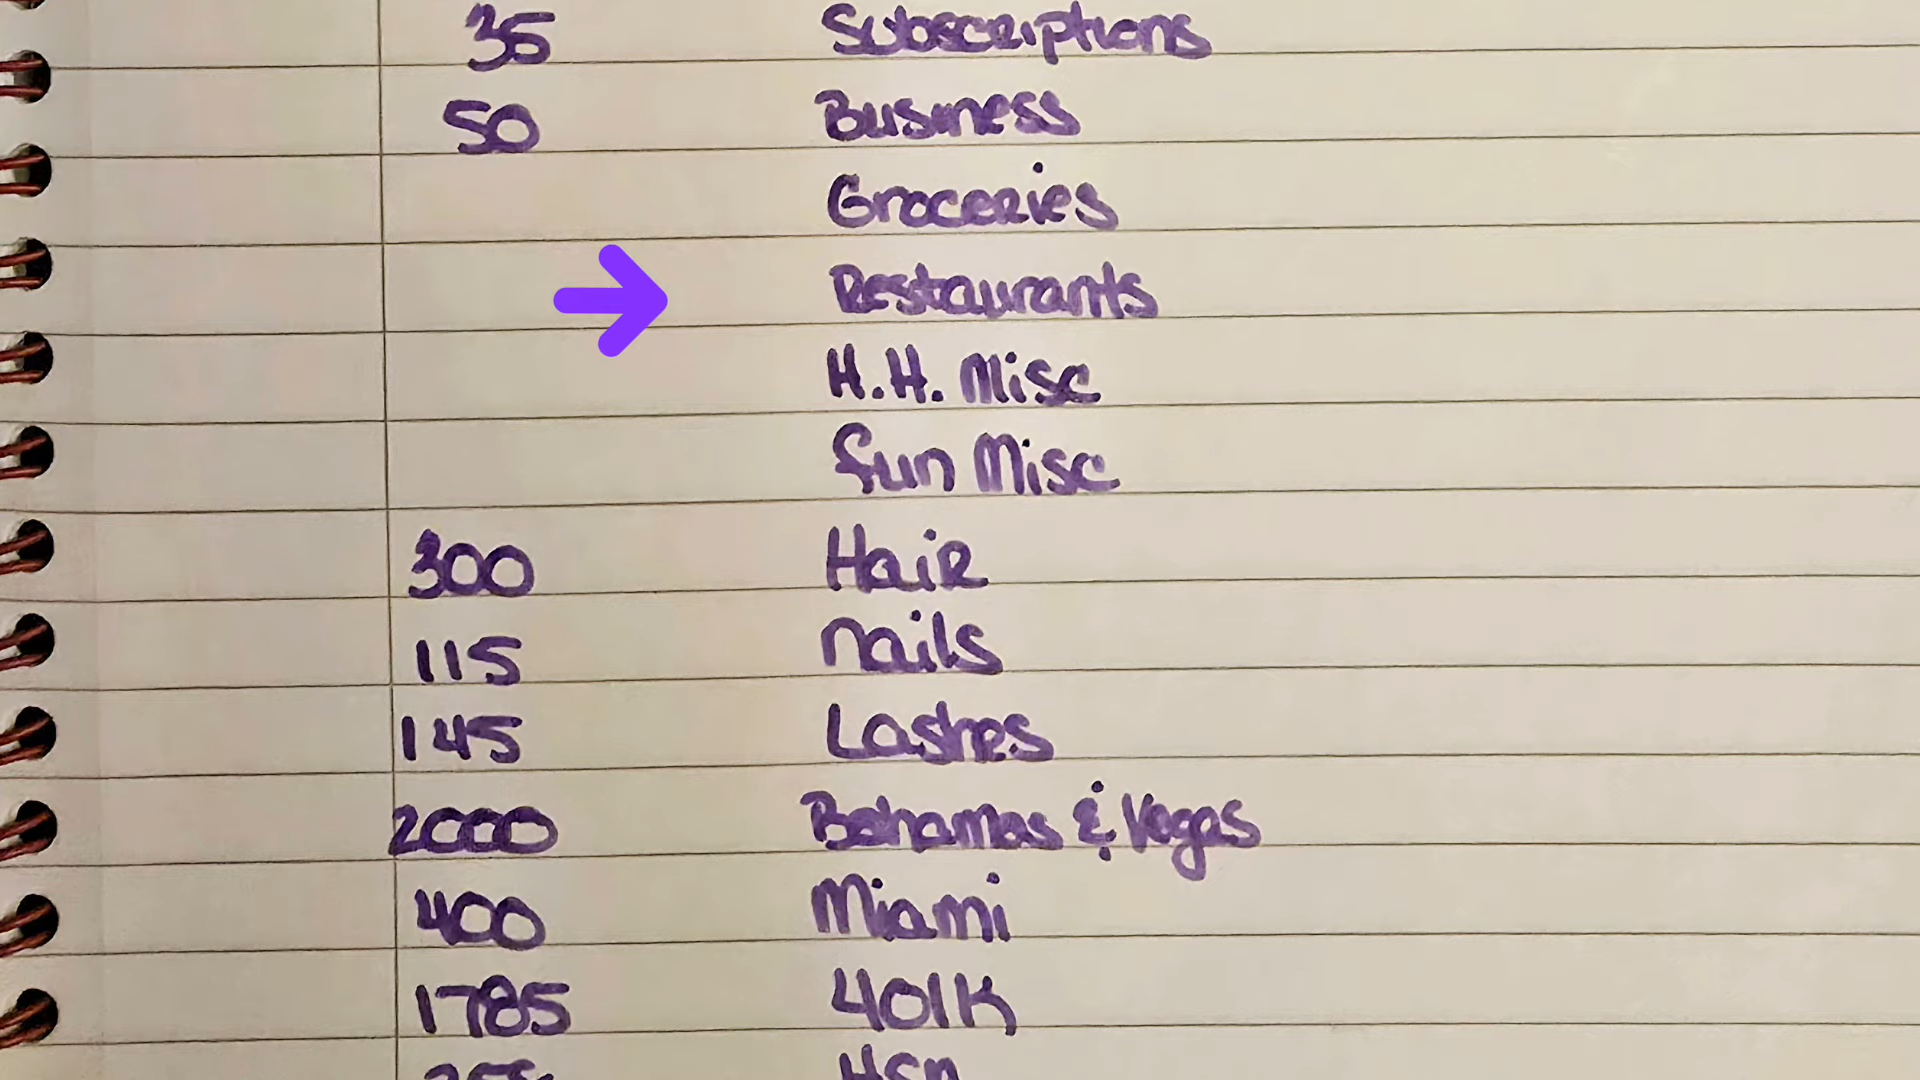 35 Subscriptions
50 Business
Groceries
Restaurants
H.H. Misc
Fun Misc
300 Hair
115 Nails
145 Lashes
2000 Bahamas & Vegas
400 Miami
1785 401K